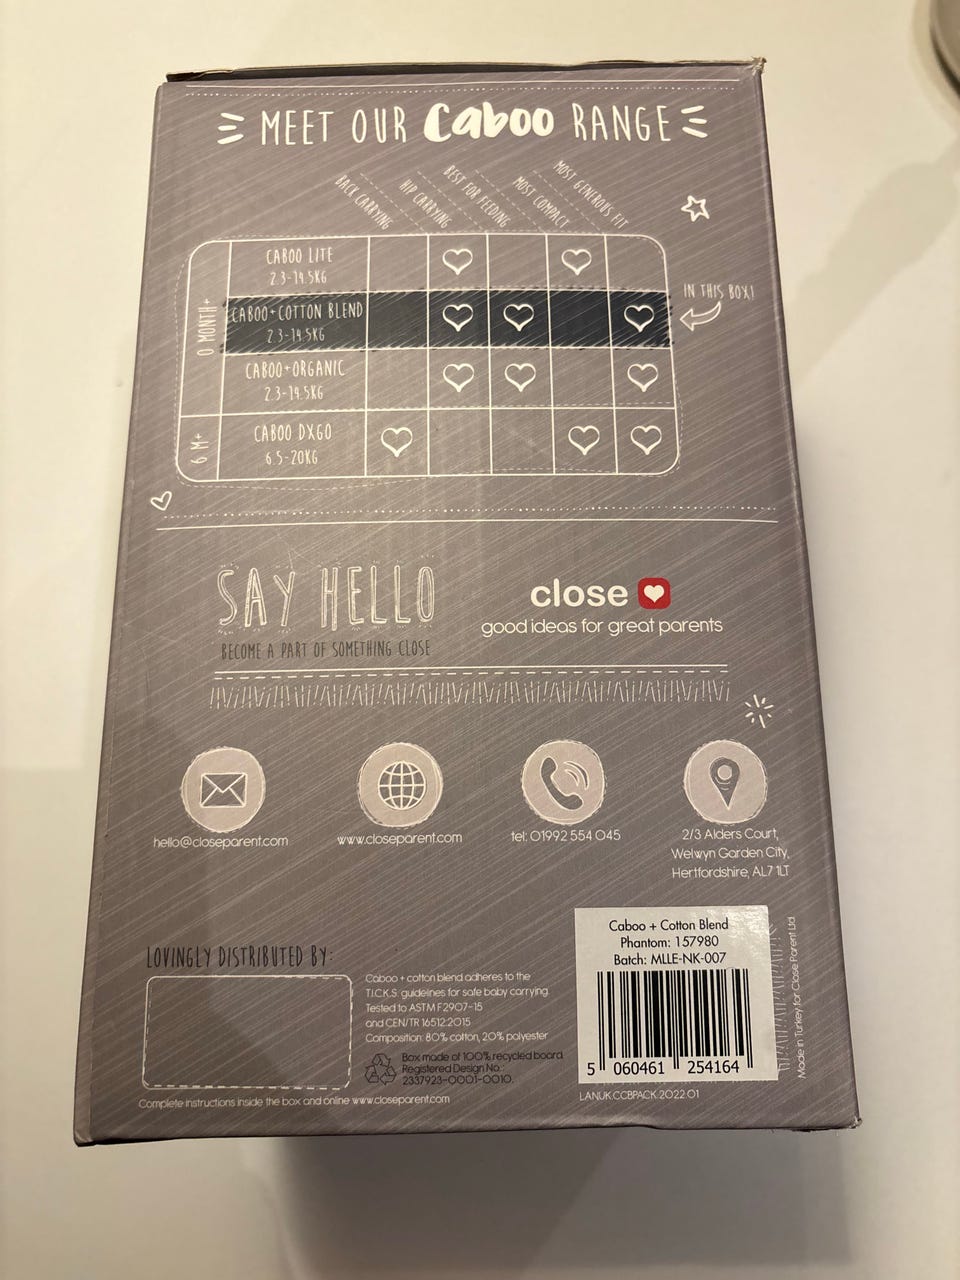 MEET OUR Caboo RANGE
BACK CARRYING
HIP CARRYING
BEST FOR FEEDING
MOST COMPACT
MOST GENEROUS FIT
0 MONTH+
CABOO LITE
2.3-14.5KG
CABOO+COTTON BLEND
2.3-14.5KG
IN THIS BOX!
CABOO+ORGANIC
2.3-14.5KG
6 M+
CABOO DXGO
6.5-20KG
SAY HELLO
BECOME A PART OF SOMETHING CLOSE
close
good ideas for great parents
hello@closeparent.com
www.closeparent.com
tel: 01992 554 045
2/3 Alders Court,
Welwyn Garden City,
Hertfordshire, AL7 1LT
LOVINGLY DISTRIBUTED BY:
Caboo + cotton blend adheres to the
T.I.C.K.S. guidelines for safe baby carrying.
Tested to ASTM F2907-15
and CEN/TR 16512:2015
Composition: 80% cotton, 20% polyester
Box made of 100% recycled board
Registered Design No.:
2337923-0001-0010.
Complete instructions inside the box and online www.closeparent.com
Caboo + Cotton Blend
Phantom: 157980
Batch: MLLE-NK-007
5 060461 254164
LANUK.CCBPACK.2022.01
Made in Turkey for Close Parent Ltd